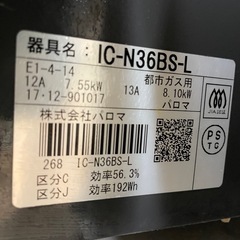 器具名：IC-N36BS-L
E1-4-14 都市ガス用
12A 7.55kW 13A 8.10kW
17・12-901017 パロマ
株式会社パロマ
268 IC-N36BS-L
区分C 効率56.3%
区分J 効率192Wh
PS
TG